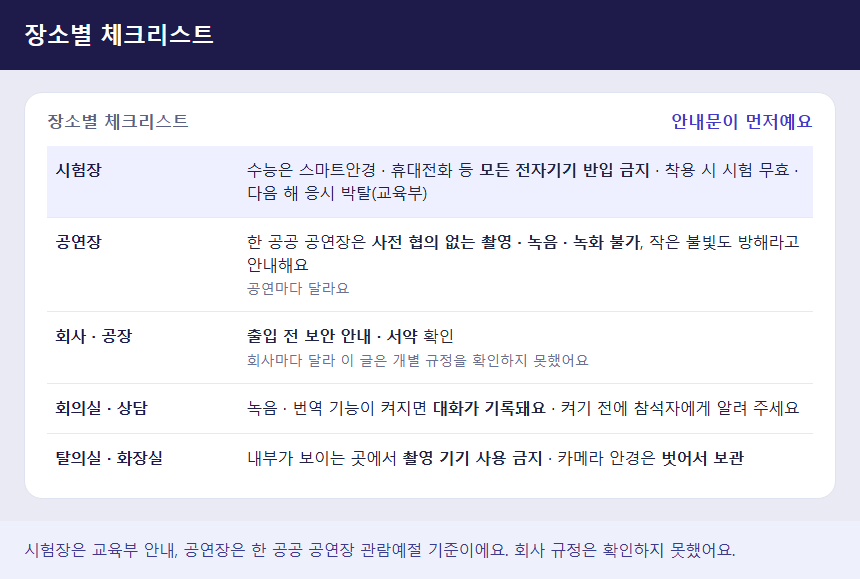 장소별 체크리스트
장소별 체크리스트
안내문이 먼저예요
시험장
수능은 스마트안경 · 휴대전화 등 모든 전자기기 반입 금지 · 착용 시 시험 무효 ·
다음 해 응시 박탈(교육부)
공연장
한 공공 공연장은 사전 협의 없는 촬영 · 녹음 · 녹화 불가, 작은 불빛도 방해라고
안내해요
공연마다 달라요
회사 · 공장
출입 전 보안 안내 · 서약 확인
회사마다 달라 이 글은 개별 규정을 확인하지 못했어요
회의실 · 상담
녹음 · 번역 기능이 켜지면 대화가 기록돼요 · 켜기 전에 참석자에게 알려 주세요
탈의실 · 화장실
내부가 보이는 곳에서 촬영 기기 사용 금지 · 카메라 안경은 벗어서 보관
시험장은 교육부 안내, 공연장은 한 공공 공연장 관람예절 기준이에요. 회사 규정은 확인하지 못했어요.